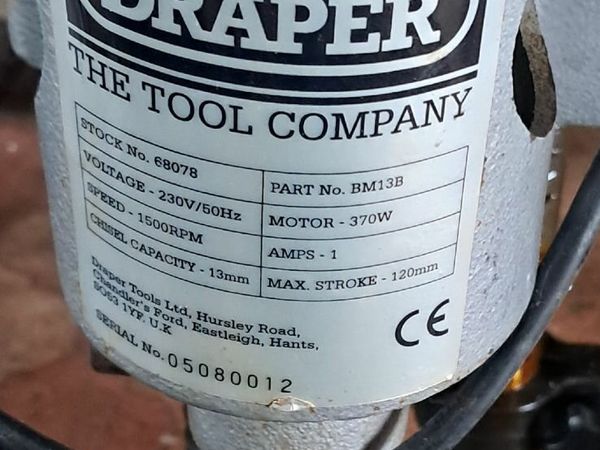 DRAPER
THE TOOL COMPANY
STOCK No. 68078
PART No. BM13B
VOLTAGE - 230V/50Hz
MOTOR - 370W
SPEED - 1500RPM
AMPS - 1
CHISEL CAPACITY - 13mm
MAX. STROKE - 120mm
Draper Tools Ltd, Hursley Road,
Chandler's Ford, Eastleigh, Hants,
SO53 1YF. U.K
CE
SERIAL No. 05080012